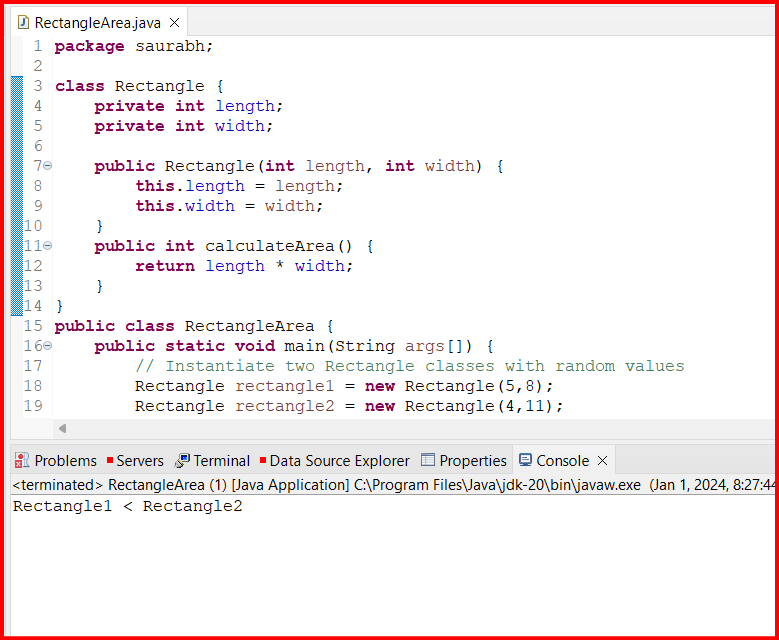 RectangleArea.java
1 package saurabh;
2
3 class Rectangle {
4     private int length;
5     private int width;
6
7     public Rectangle(int length, int width) {
8         this.length = length;
9         this.width = width;
10     }
11     public int calculateArea() {
12         return length * width;
13     }
14 }
15 public class RectangleArea {
16     public static void main(String args[]) {
17         // Instantiate two Rectangle classes with random values
18         Rectangle rectangle1 = new Rectangle(5,8);
19         Rectangle rectangle2 = new Rectangle(4,11);
Problems Servers Terminal Data Source Explorer Properties Console
<terminated> RectangleArea (1) [Java Application] C:\Program Files\Java\jdk-20\bin\javaw.exe (Jan 1, 2024, 8:27:44
Rectangle1 < Rectangle2